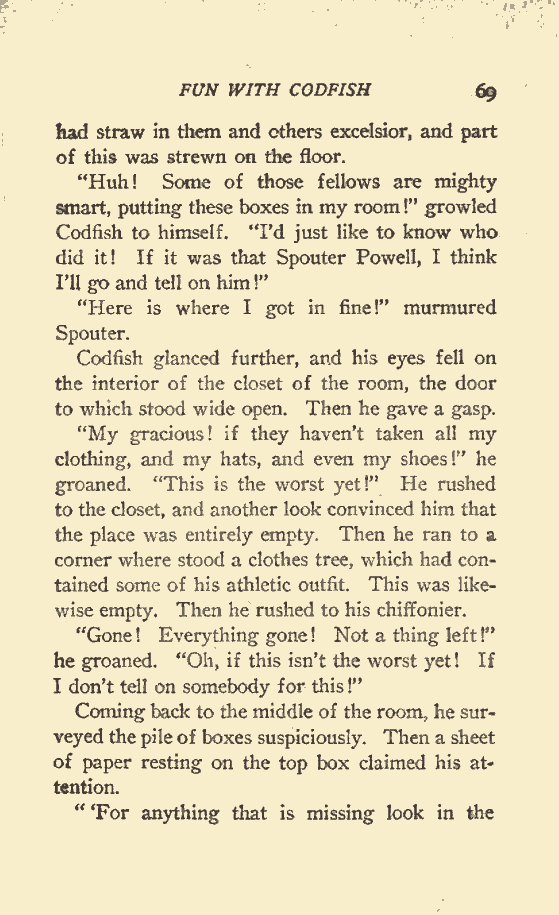 FUN WITH CODFISH 69
had straw in them and others excelsior, and part
of this was strewn on the floor.
"Huh! Some of those fellows are mighty
smart, putting these boxes in my room!" growled
Codfish to himself. "I'd just like to know who
did it! If it was that Spouter Powell, I think
I'll go and tell on him!"
"Here is where I got in fine!" murmured
Spouter.
Codfish glanced further, and his eyes fell on
the interior of the closet of the room, the door
to which stood wide open. Then he gave a gasp.
"My gracious! if they haven't taken all my
clothing, and my hats, and even my shoes!" he
groaned. "This is the worst yet!" He rushed
to the closet, and another look convinced him that
the place was entirely empty. Then he ran to a
corner where stood a clothes tree, which had con-
tained some of his athletic outfit. This was like-
wise empty. Then he rushed to his chiffonier.
"Gone! Everything gone! Not a thing left!"
he groaned. "Oh, if this isn't the worst yet! If
I don't tell on somebody for this!"
Coming back to the middle of the room, he sur-
veyed the pile of boxes suspiciously. Then a sheet
of paper resting on the top box claimed his at-
tention.
" 'For anything that is missing look in the